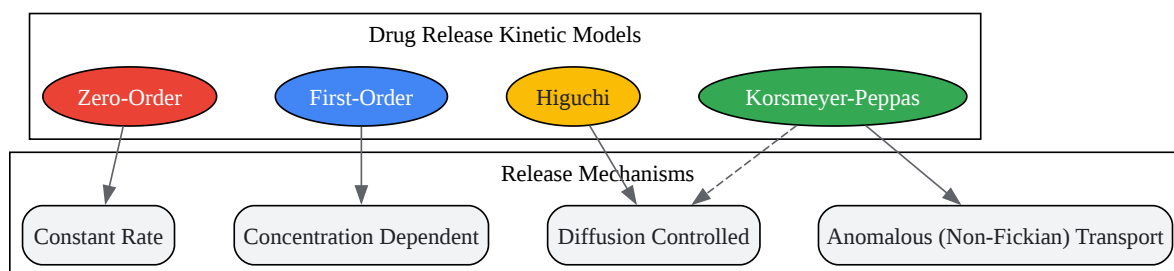 Drug Release Kinetic Models
Zero-Order
First-Order
Higuchi
Korsmeyer-Peppas
Release Mechanisms
Constant Rate
Concentration Dependent
Diffusion Controlled
Anomalous (Non-Fickian) Transport